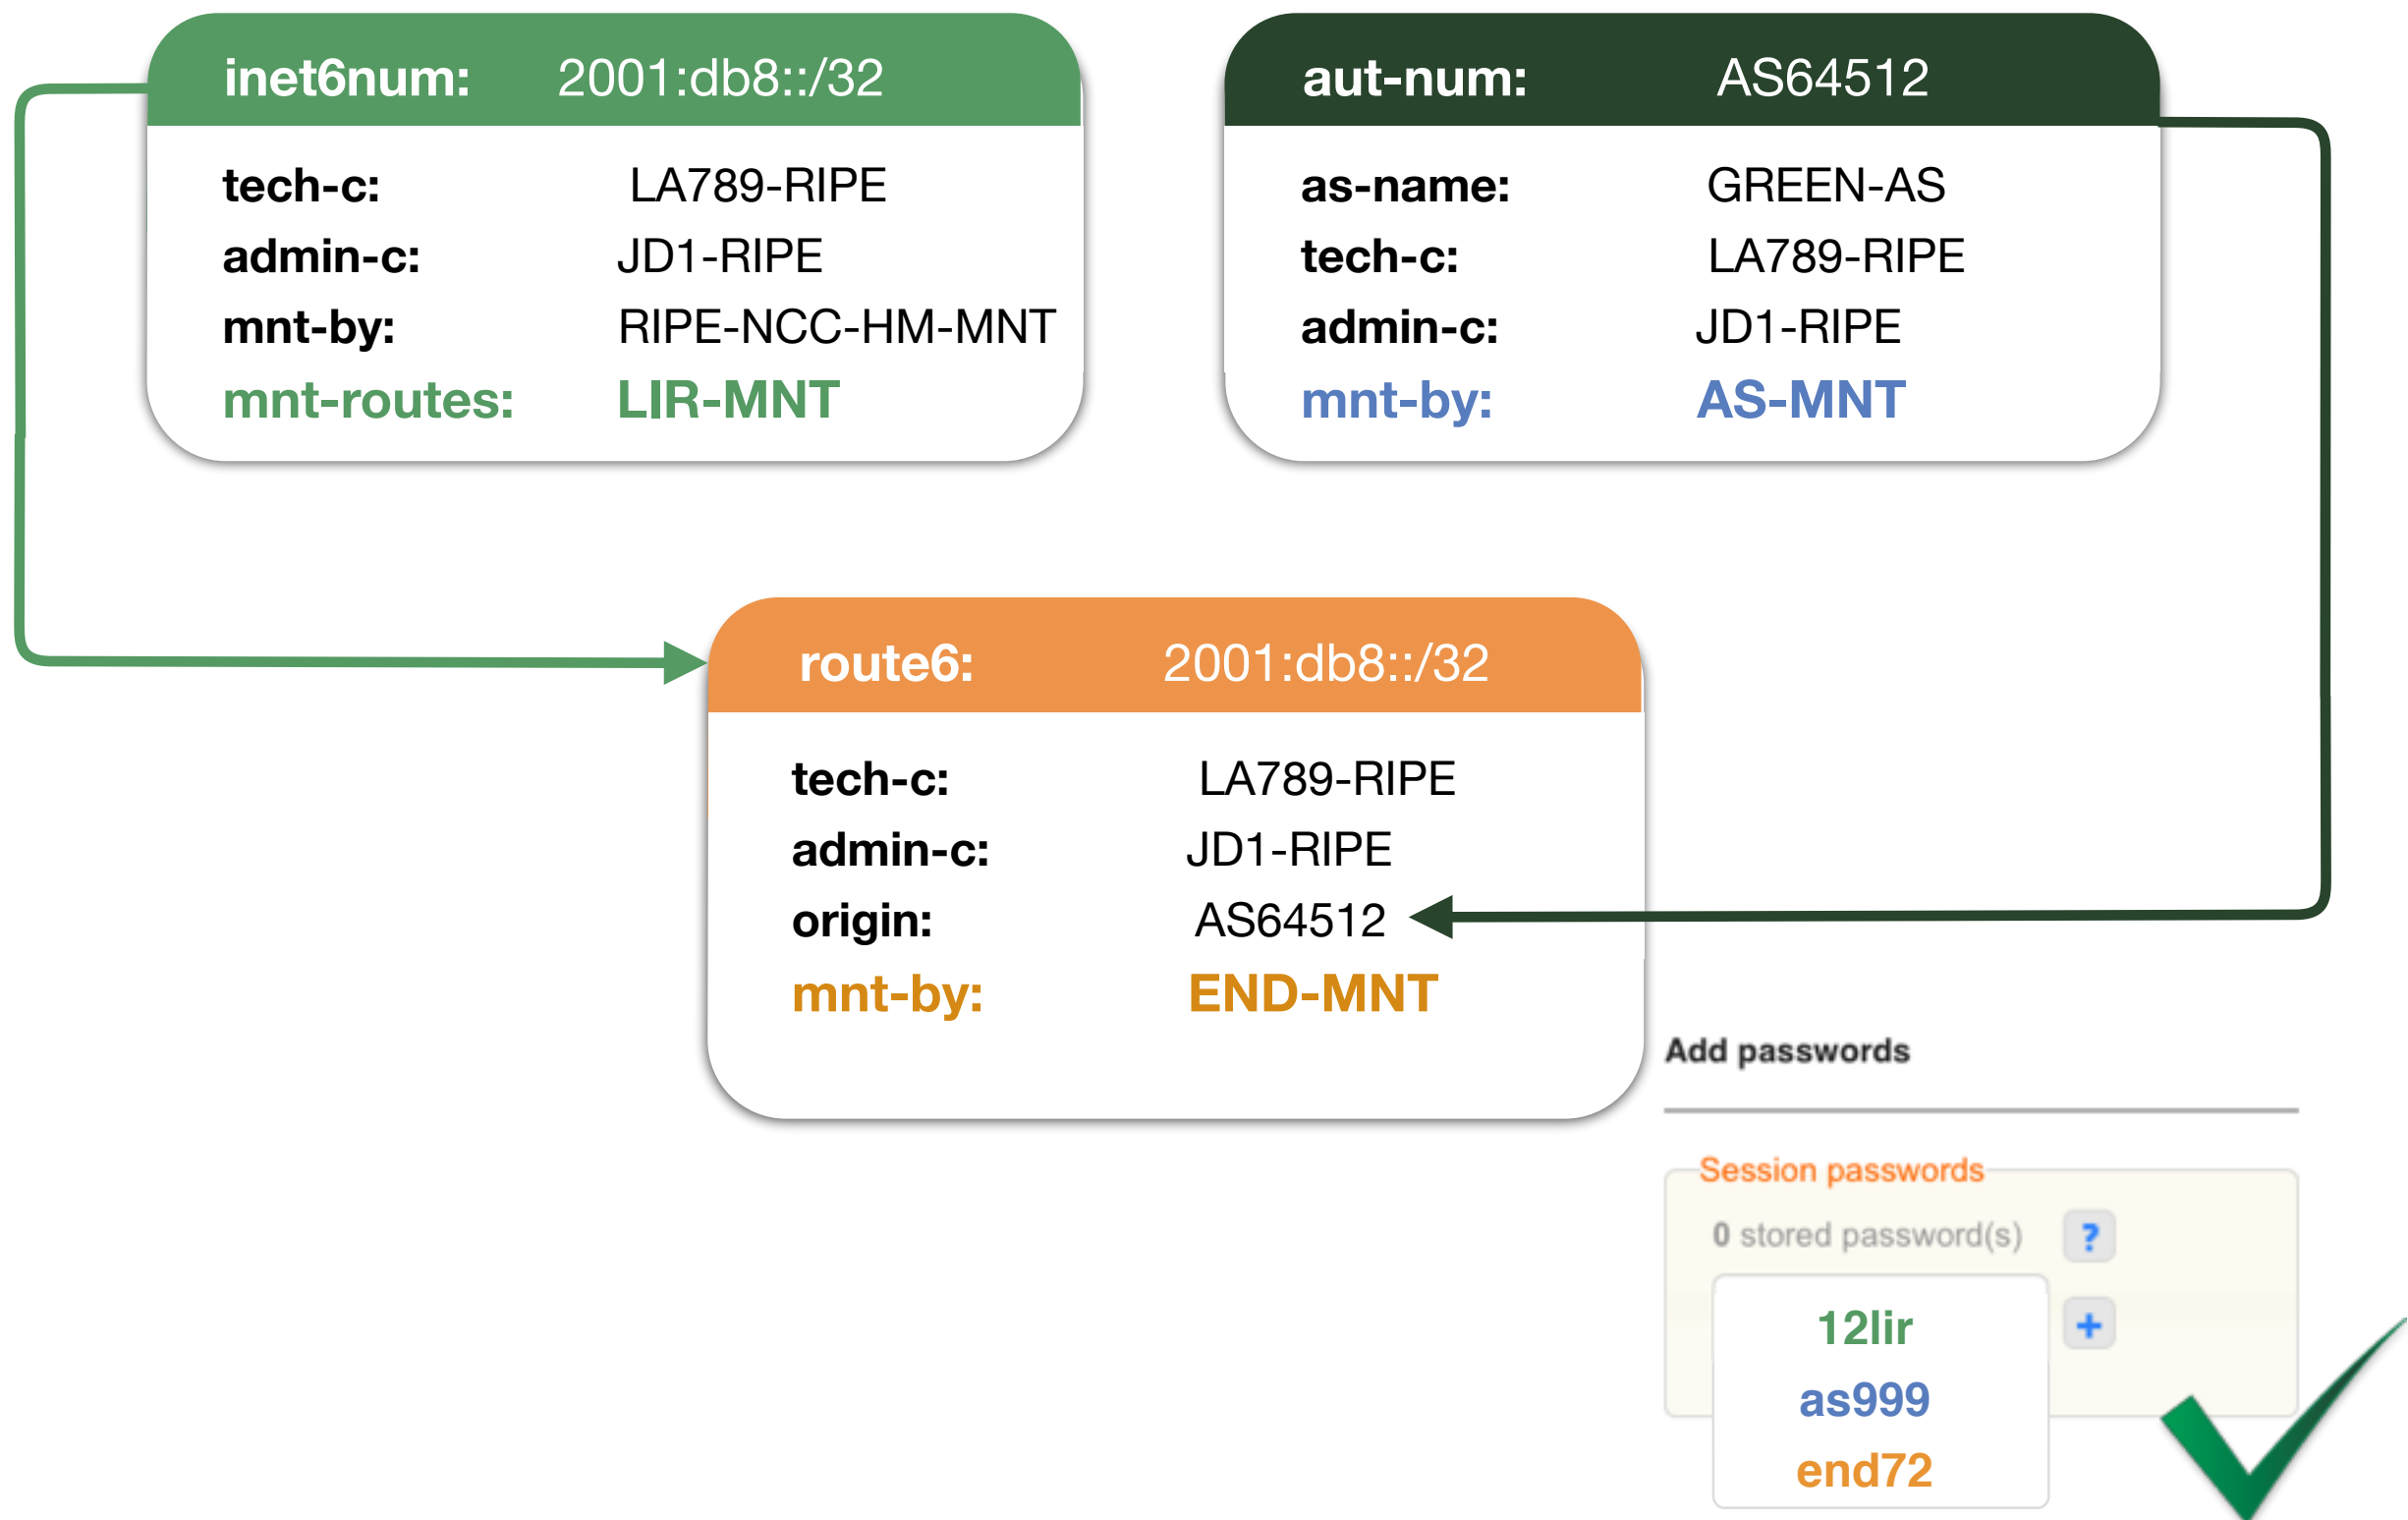 inet6num: 2001:db8::/32
tech-c: LA789-RIPE
admin-c: JD1-RIPE
mnt-by: RIPE-NCC-HM-MNT
mnt-routes: LIR-MNT
aut-num: AS64512
as-name: GREEN-AS
tech-c: LA789-RIPE
admin-c: JD1-RIPE
mnt-by: AS-MNT
route6: 2001:db8::/32
tech-c: LA789-RIPE
admin-c: JD1-RIPE
origin: AS64512
mnt-by: END-MNT
Add passwords
Session passwords
0 stored password(s) ?
12lir +
as999
end72